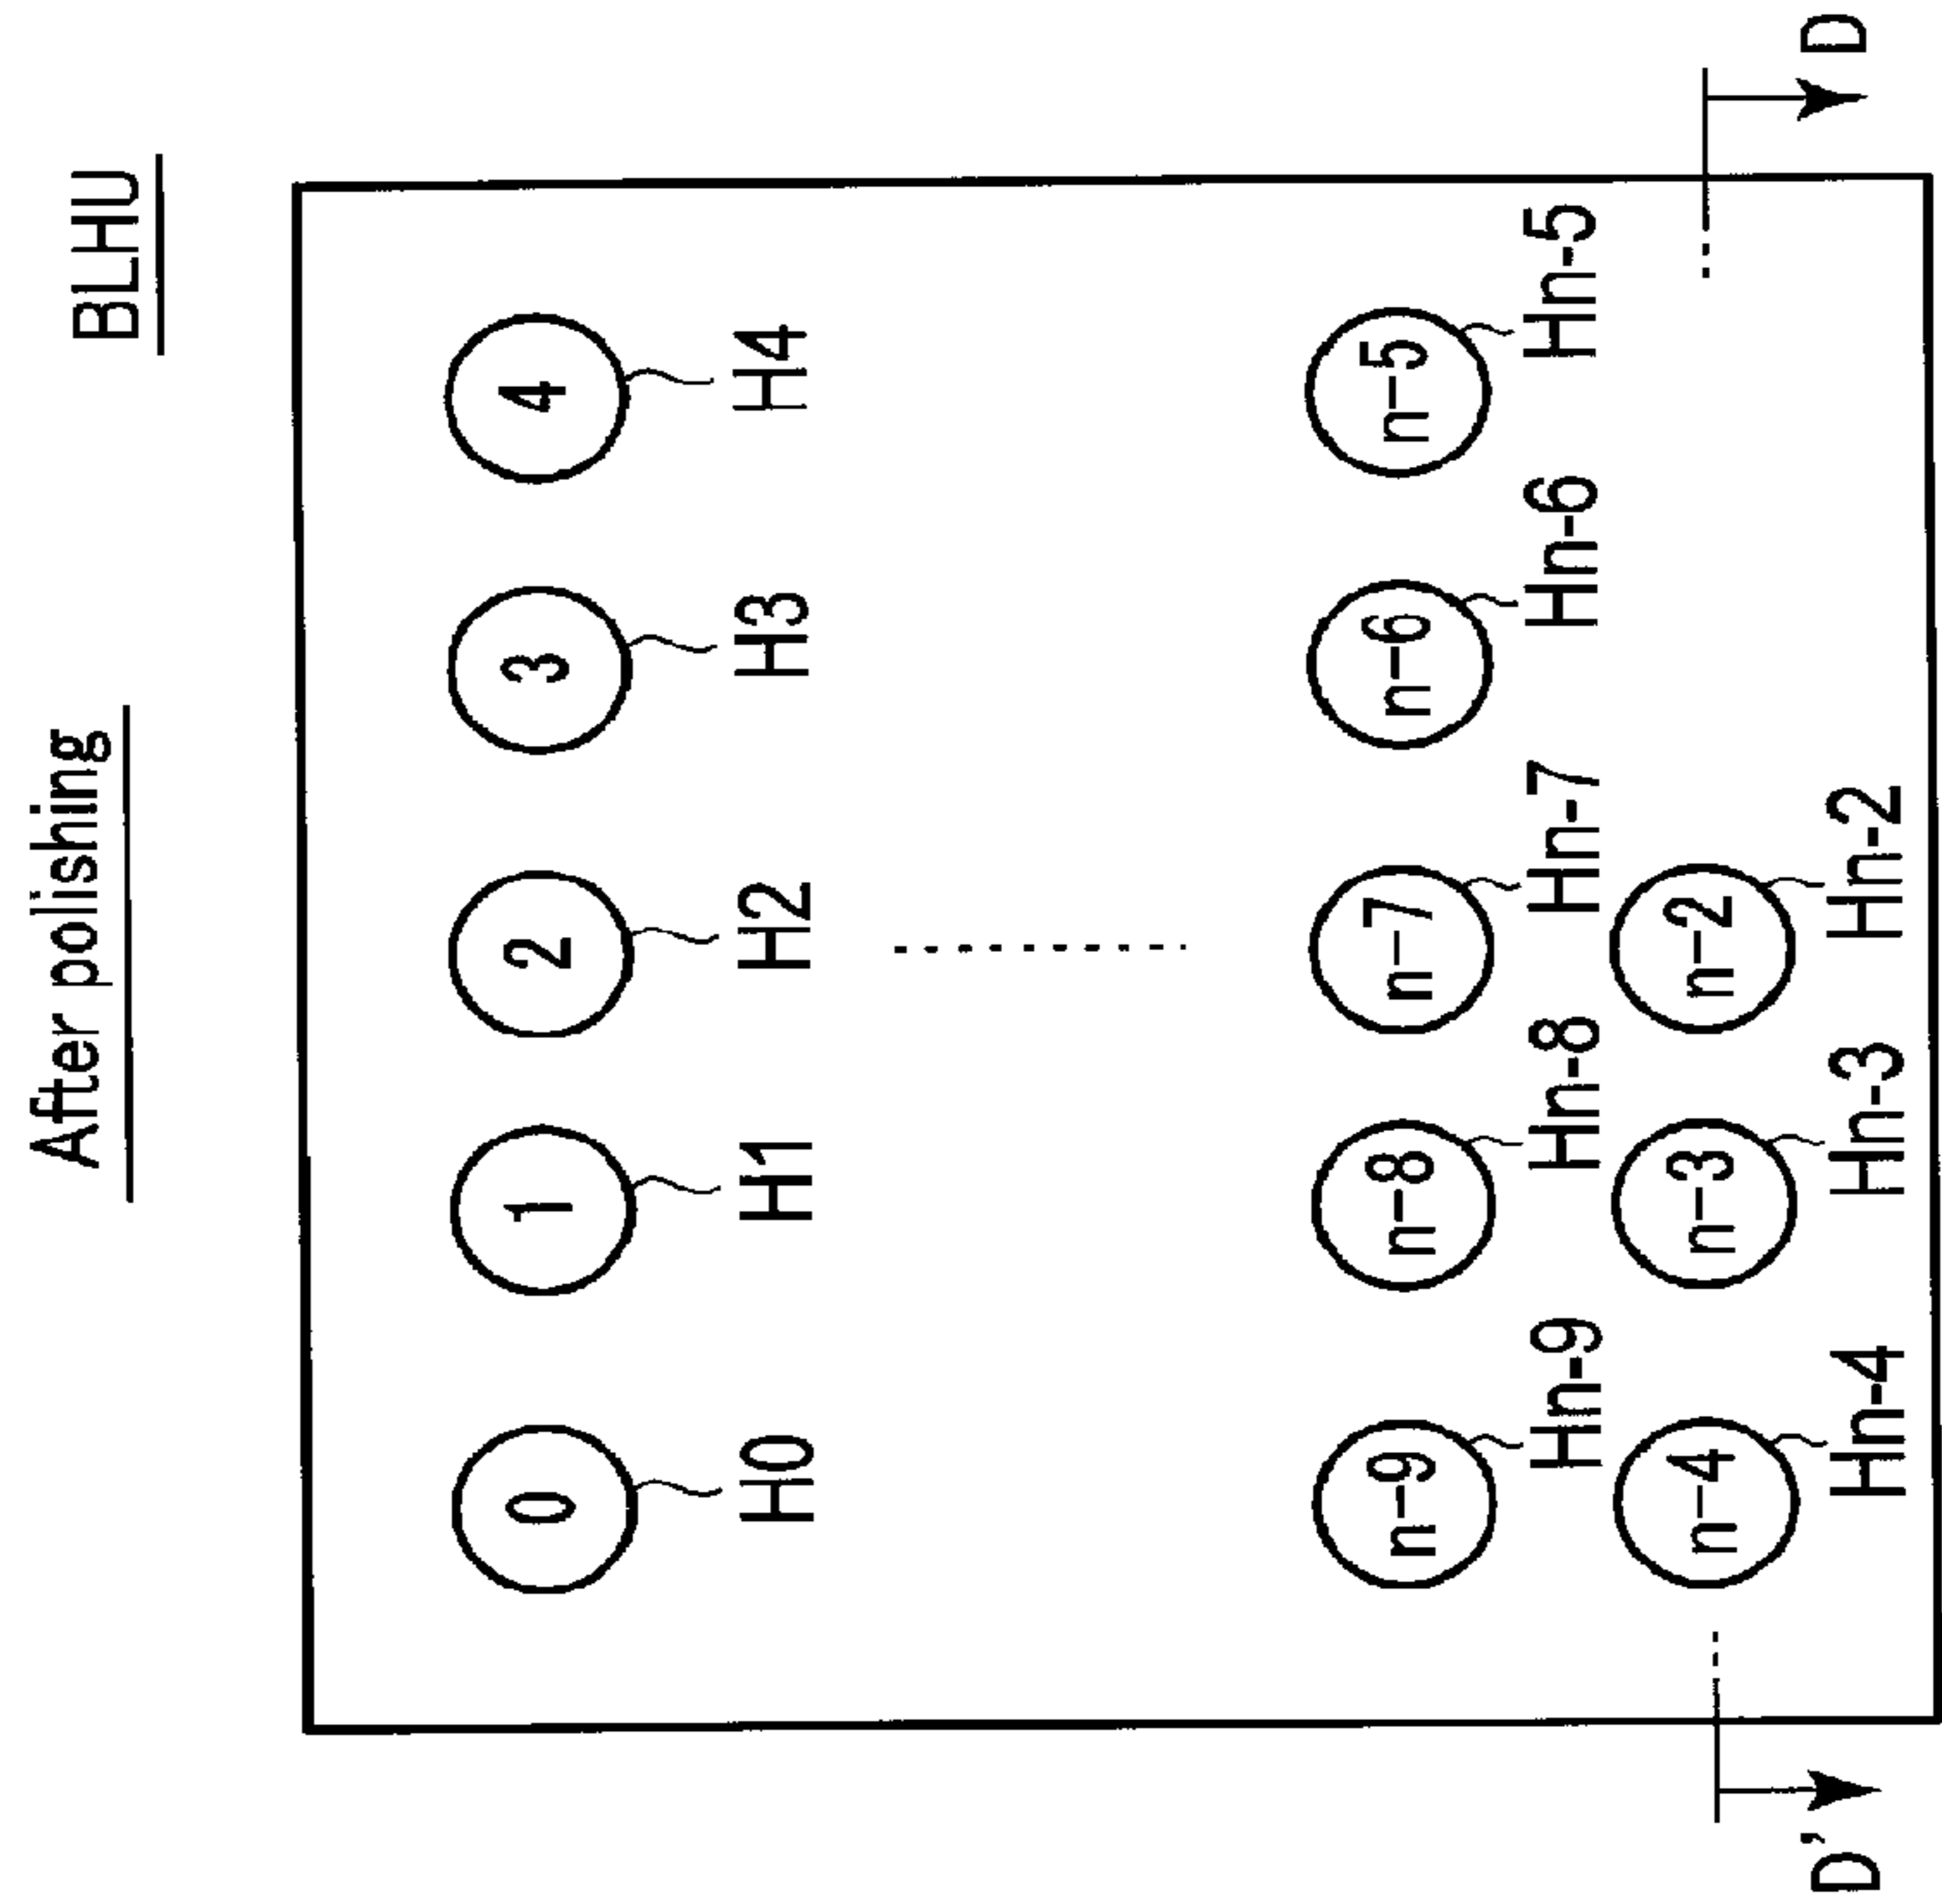 After polishing BLHU
0 1 2 3 4
H0 H1 H2 H3 H4
n-9 n-8 n-7 n-6 n-5
Hn-9 Hn-8 Hn-7 Hn-6 Hn-5
n-4 n-3 n-2
D' Hn-4 Hn-3 Hn-2 D